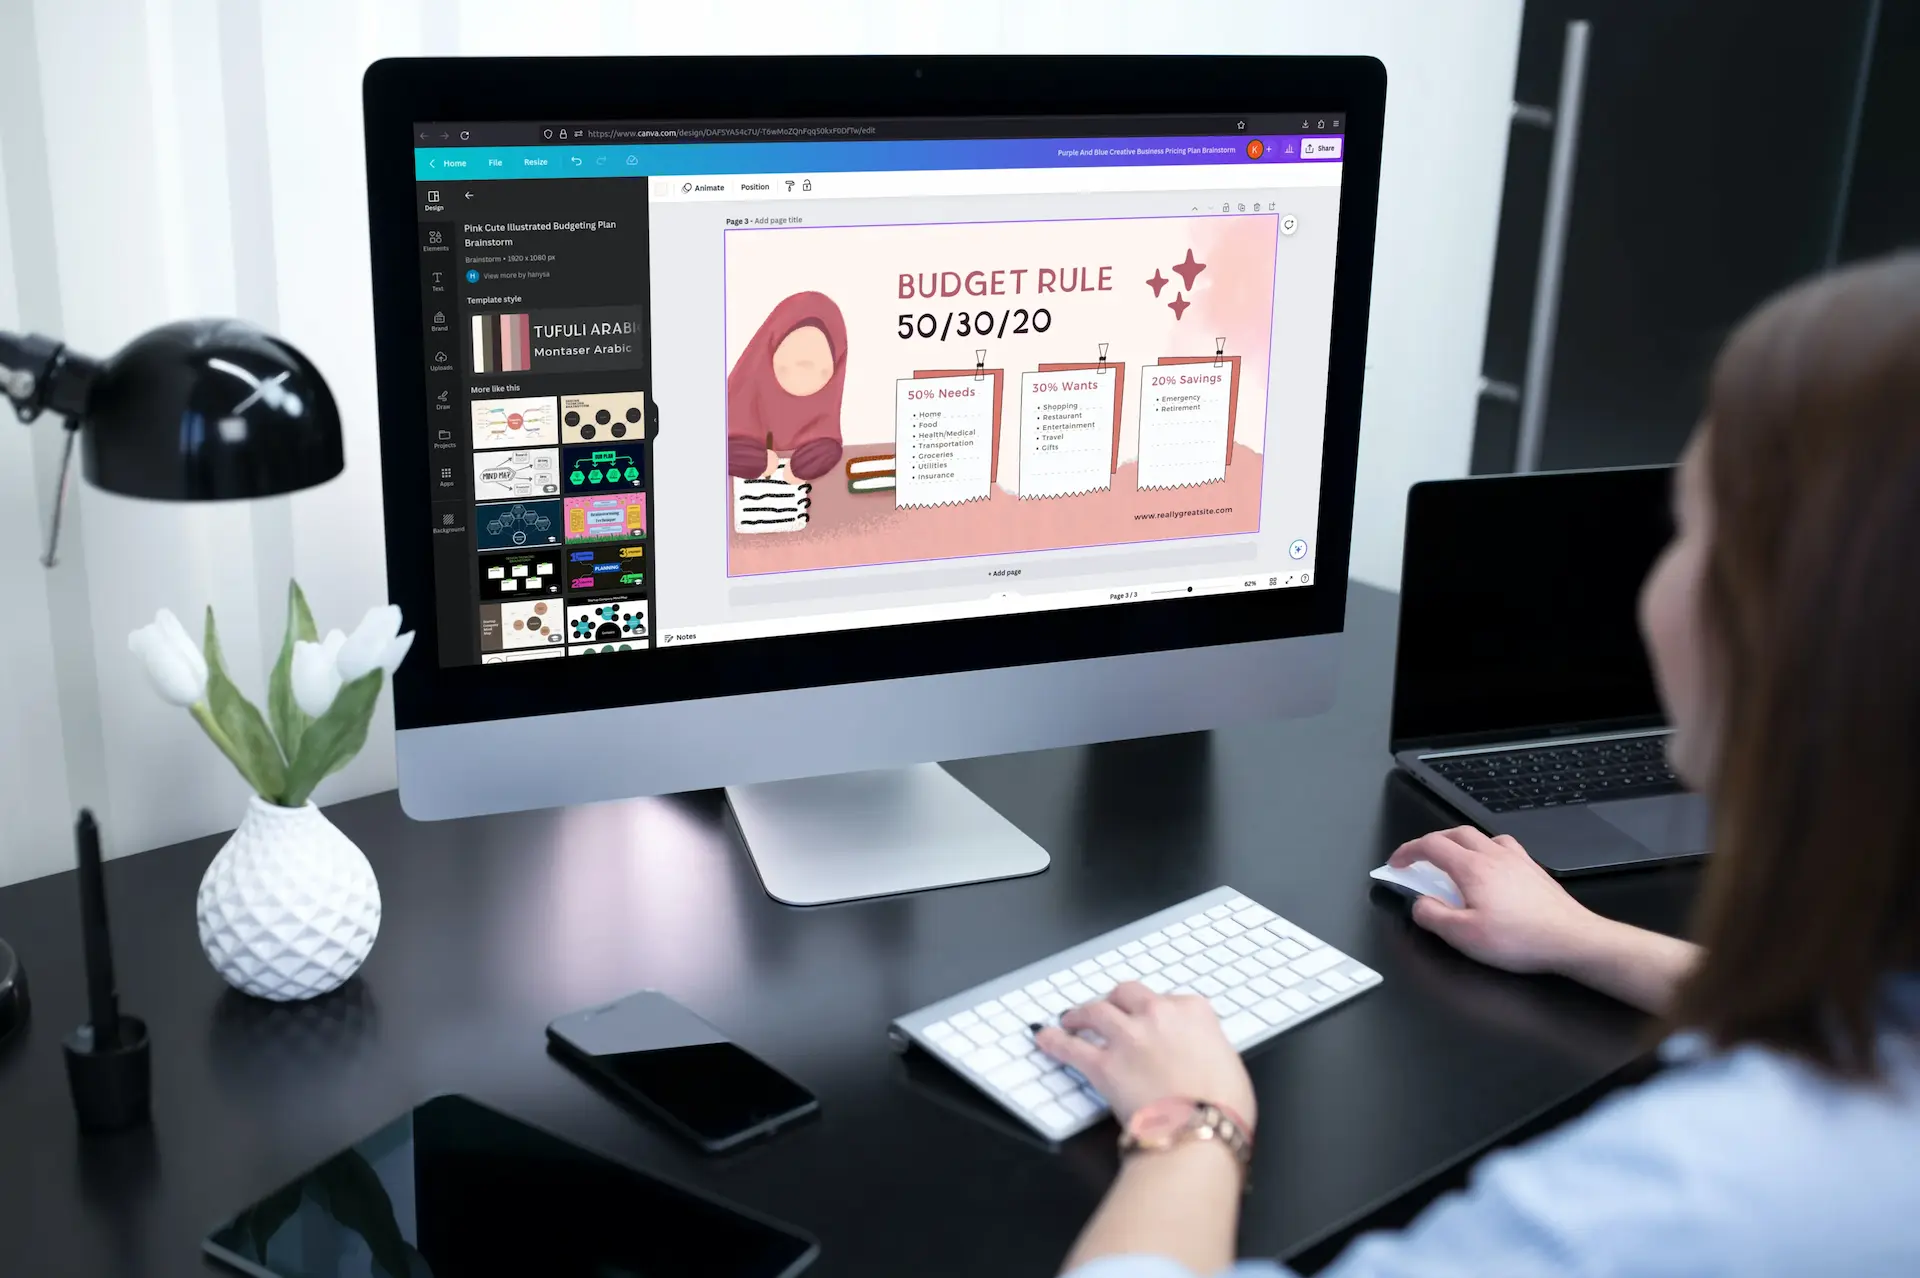 https://www.canva.com/design/DAF5YA54c7U/-T6wMoZQnFqq50kxF0DfTw/edit
Home File Resize
Purple And Blue Creative Business Pricing Plan Brainstorm
K
Share
Design
Elements
Text
Brand
Uploads
Draw
Projects
Apps
Background
Pink Cute Illustrated Budgeting Plan
Brainstorm
Brainstorm • 1920 x 1080 px
H View more by hanysa
Template style
TUFULI ARABI
Montaser Arabic
More like this
MIND MAP
OUR PLAN
Brainstorming
Technique
PLANNING
Animate Position
Page 3 - Add page title
BUDGET RULE
50/30/20
50% Needs
• Home
• Food
• Health/Medical
• Transportation
• Groceries
• Utilities
• Insurance
30% Wants
• Shopping
• Restaurant
• Entertainment
• Travel
• Gifts
20% Savings
• Emergency
• Retirement
www.reallygreatsite.com
+ Add page
Notes
Page 3 / 3
62%